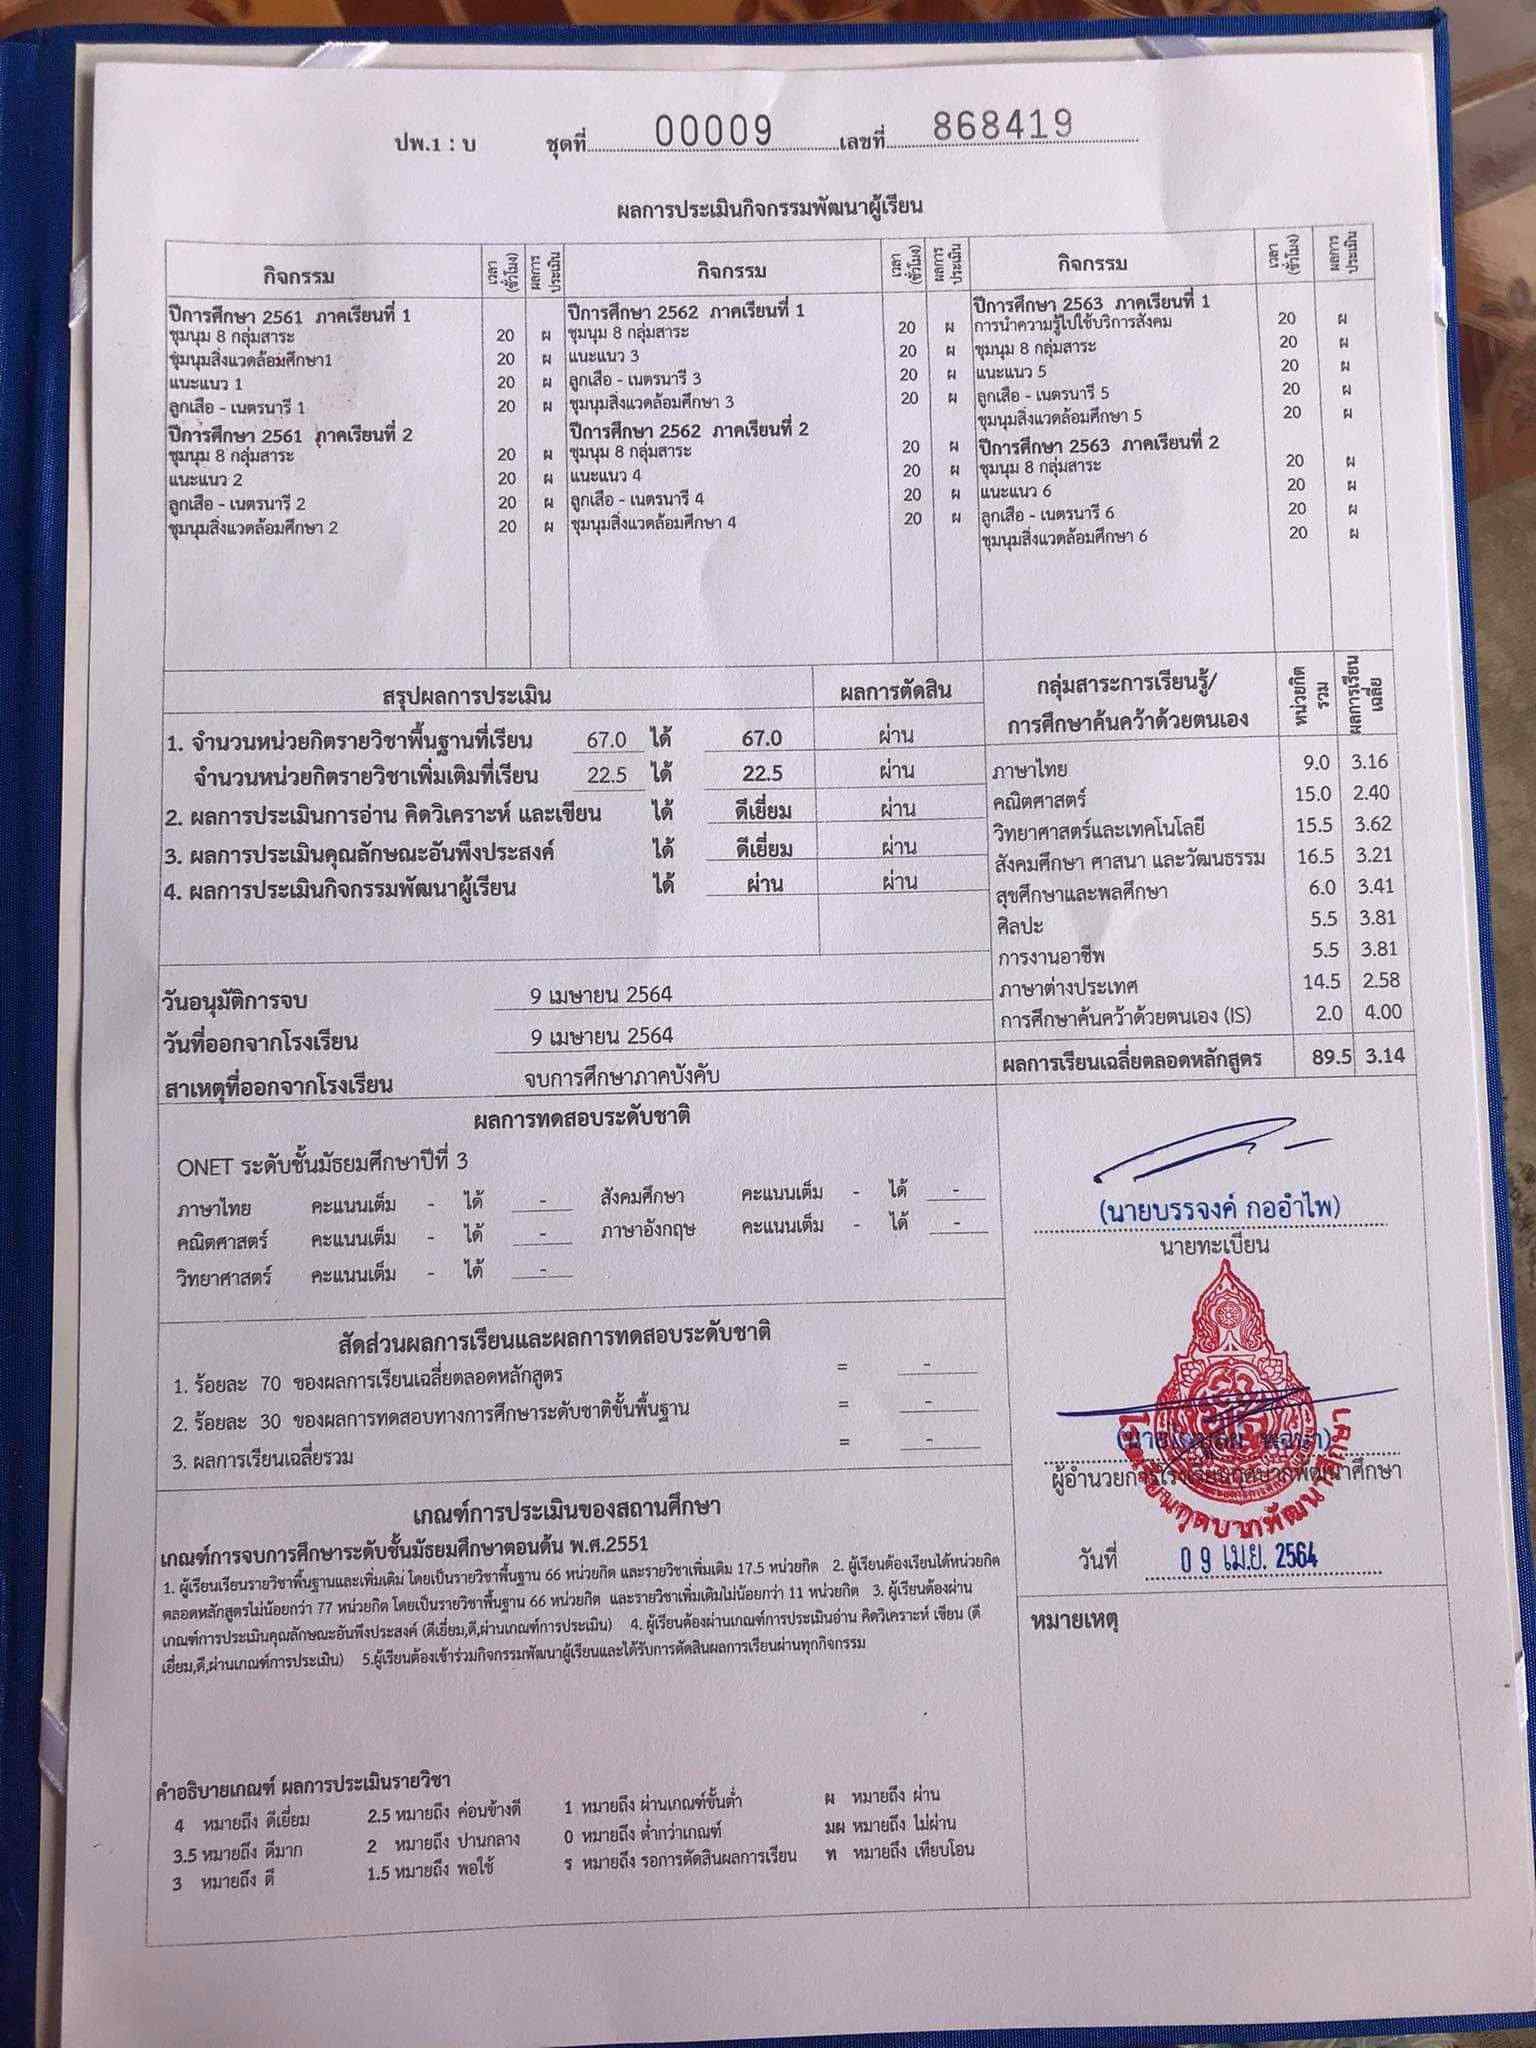 ปพ.1 : บ ชุดที่ 00009 เลขที่ 868419
ผลการประเมินกิจกรรมพัฒนาผู้เรียน
กิจกรรม เวลา (ชั่วโมง) ผลการประเมิน กิจกรรม เวลา (ชั่วโมง) ผลการประเมิน กิจกรรม เวลา (ชั่วโมง) ผลการประเมิน
ปีการศึกษา 2561 ภาคเรียนที่ 1
ชุมนุม 8 กลุ่มสาระ 20 ผ
ชุมนุมสิ่งแวดล้อมศึกษา1 20 ผ
แนะแนว 1 20 ผ
ลูกเสือ - เนตรนารี 1 20 ผ
ปีการศึกษา 2561 ภาคเรียนที่ 2
ชุมนุม 8 กลุ่มสาระ 20 ผ
แนะแนว 2 20 ผ
ลูกเสือ - เนตรนารี 2 20 ผ
ชุมนุมสิ่งแวดล้อมศึกษา 2 20 ผ
ปีการศึกษา 2562 ภาคเรียนที่ 1
ชุมนุม 8 กลุ่มสาระ 20 ผ
แนะแนว 3 20 ผ
ลูกเสือ - เนตรนารี 3 20 ผ
ชุมนุมสิ่งแวดล้อมศึกษา 3 20 ผ
ปีการศึกษา 2562 ภาคเรียนที่ 2
ชุมนุม 8 กลุ่มสาระ 20 ผ
แนะแนว 4 20 ผ
ลูกเสือ - เนตรนารี 4 20 ผ
ชุมนุมสิ่งแวดล้อมศึกษา 4 20 ผ
ปีการศึกษา 2563 ภาคเรียนที่ 1
การนำความรู้ไปใช้บริการสังคม 20 ผ
ชุมนุม 8 กลุ่มสาระ 20 ผ
แนะแนว 5 20 ผ
ลูกเสือ - เนตรนารี 5 20 ผ
ชุมนุมสิ่งแวดล้อมศึกษา 5 20 ผ
ปีการศึกษา 2563 ภาคเรียนที่ 2
ชุมนุม 8 กลุ่มสาระ 20 ผ
แนะแนว 6 20 ผ
ลูกเสือ - เนตรนารี 6 20 ผ
ชุมนุมสิ่งแวดล้อมศึกษา 6 20 ผ
สรุปผลการประเมิน ผลการตัดสิน
1. จำนวนหน่วยกิตรายวิชาพื้นฐานที่เรียน 67.0 ได้ 67.0 ผ่าน
จำนวนหน่วยกิตรายวิชาเพิ่มเติมที่เรียน 22.5 ได้ 22.5 ผ่าน
2. ผลการประเมินการอ่าน คิดวิเคราะห์ และเขียน ได้ ดีเยี่ยม ผ่าน
3. ผลการประเมินคุณลักษณะอันพึงประสงค์ ได้ ดีเยี่ยม ผ่าน
4. ผลการประเมินกิจกรรมพัฒนาผู้เรียน ได้ ผ่าน ผ่าน
วันอนุมัติการจบ 9 เมษายน 2564
วันที่ออกจากโรงเรียน 9 เมษายน 2564
สาเหตุที่ออกจากโรงเรียน จบการศึกษาภาคบังคับ
กลุ่มสาระการเรียนรู้/ หน่วยกิตรวม ผลการเรียนเฉลี่ย
การศึกษาค้นคว้าด้วยตนเอง
ภาษาไทย 9.0 3.16
คณิตศาสตร์ 15.0 2.40
วิทยาศาสตร์และเทคโนโลยี 15.5 3.62
สังคมศึกษา ศาสนา และวัฒนธรรม 16.5 3.21
สุขศึกษาและพลศึกษา 6.0 3.41
ศิลปะ 5.5 3.81
การงานอาชีพ 5.5 3.81
ภาษาต่างประเทศ 14.5 2.58
การศึกษาค้นคว้าด้วยตนเอง (IS) 2.0 4.00
ผลการเรียนเฉลี่ยตลอดหลักสูตร 89.5 3.14
ผลการทดสอบระดับชาติ
ONET ระดับชั้นมัธยมศึกษาปีที่ 3
ภาษาไทย คะแนนเต็ม - ได้ - สังคมศึกษา คะแนนเต็ม - ได้ -
คณิตศาสตร์ คะแนนเต็ม - ได้ - ภาษาอังกฤษ คะแนนเต็ม - ได้ -
วิทยาศาสตร์ คะแนนเต็ม - ได้ -
สัดส่วนผลการเรียนและผลการทดสอบระดับชาติ
1. ร้อยละ 70 ของผลการเรียนเฉลี่ยตลอดหลักสูตร = -
2. ร้อยละ 30 ของผลการทดสอบทางการศึกษาระดับชาติขั้นพื้นฐาน = -
3. ผลการเรียนเฉลี่ยรวม = -
เกณฑ์การประเมินของสถานศึกษา
เกณฑ์การจบการศึกษาระดับชั้นมัธยมศึกษาตอนต้น พ.ศ.2551
1. ผู้เรียนเรียนรายวิชาพื้นฐานและเพิ่มเติม โดยเป็นรายวิชาพื้นฐาน 66 หน่วยกิต และรายวิชาเพิ่มเติม 17.5 หน่วยกิต 2. ผู้เรียนต้องเรียนได้หน่วยกิต
ตลอดหลักสูตรไม่น้อยกว่า 77 หน่วยกิต โดยเป็นรายวิชาพื้นฐาน 66 หน่วยกิต และรายวิชาเพิ่มเติมไม่น้อยกว่า 11 หน่วยกิต 3. ผู้เรียนต้องผ่าน
เกณฑ์การประเมินคุณลักษณะอันพึงประสงค์ (ดีเยี่ยม,ดี,ผ่านเกณฑ์การประเมิน) 4. ผู้เรียนต้องผ่านเกณฑ์การประเมินอ่าน คิดวิเคราะห์ เขียน (ดี
เยี่ยม,ดี,ผ่านเกณฑ์การประเมิน) 5.ผู้เรียนต้องเข้าร่วมกิจกรรมพัฒนาผู้เรียนและได้รับการตัดสินผลการเรียนผ่านทุกกิจกรรม
คำอธิบายเกณฑ์ ผลการประเมินรายวิชา
4 หมายถึง ดีเยี่ยม 2.5 หมายถึง ค่อนข้างดี 1 หมายถึง ผ่านเกณฑ์ขั้นต่ำ ผ หมายถึง ผ่าน
3.5 หมายถึง ดีมาก 2 หมายถึง ปานกลาง 0 หมายถึง ต่ำกว่าเกณฑ์ มผ หมายถึง ไม่ผ่าน
3 หมายถึง ดี 1.5 หมายถึง พอใช้ ร หมายถึง รอการตัดสินผลการเรียน ท หมายถึง เทียบโอน
(นายบรรจงค์ กออำไพ)
นายทะเบียน
ผู้อำนวยการโรงเรียนกุดบากพัฒนาศึกษา
โรงเรียนกุดบากพัฒนาศึกษา
วันที่ 09 เม.ย. 2564
หมายเหตุ